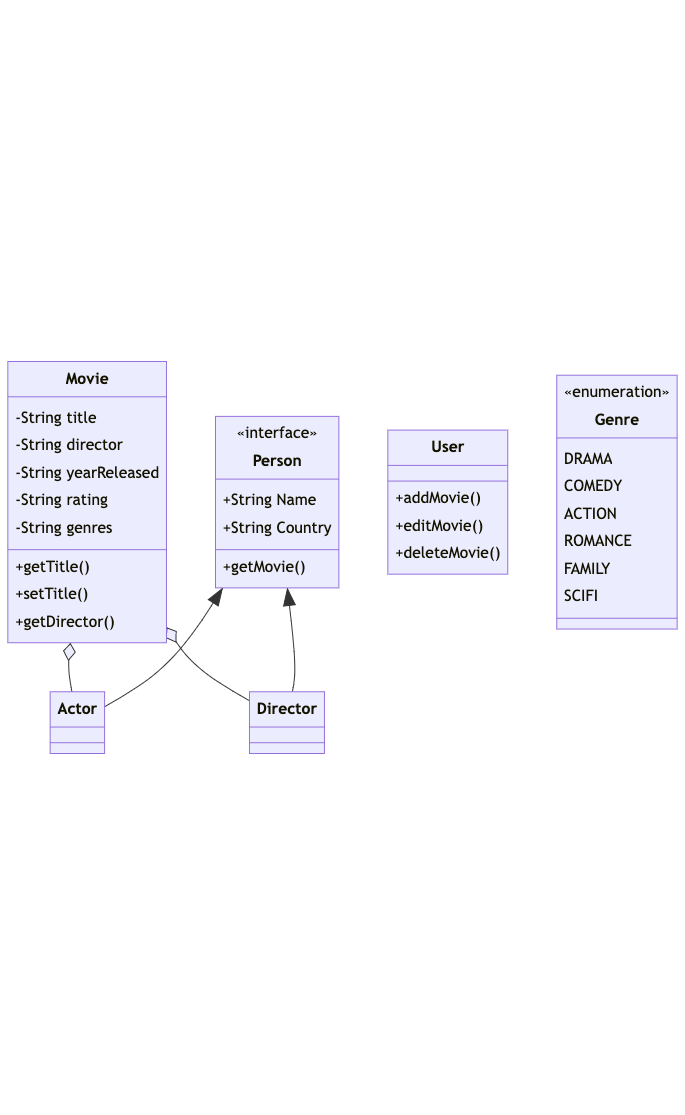 Movie
-String title
-String director
-String yearReleased
-String rating
-String genres
+getTitle()
+setTitle()
+getDirector()
«interface»
Person
+String Name
+String Country
+getMovie()
User
+addMovie()
+editMovie()
+deleteMovie()
«enumeration»
Genre
DRAMA
COMEDY
ACTION
ROMANCE
FAMILY
SCIFI
Actor
Director